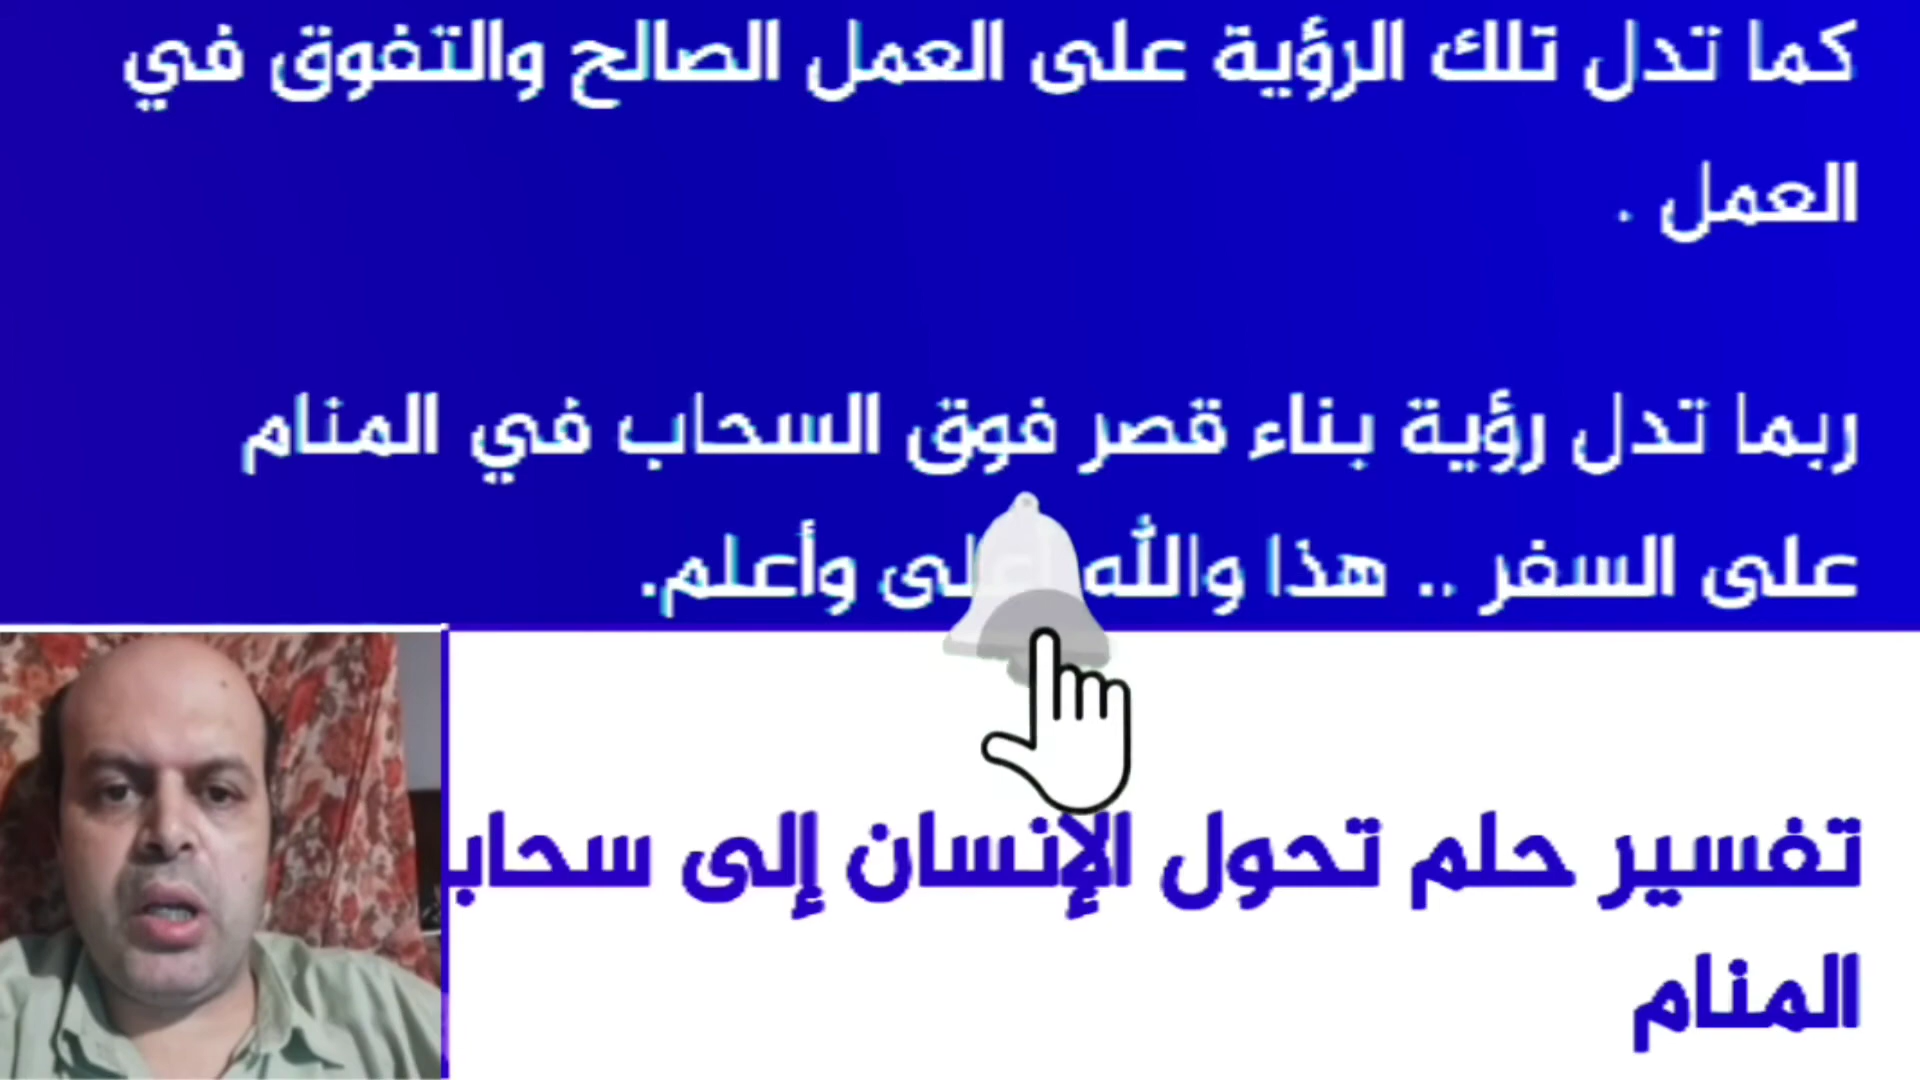 كما تدل تلك الرؤية على العمل الصالح والتفوق في
العمل .
ربما تدل رؤية بناء قصر فوق السحاب في المنام
على السفر .. هذا والله أعلى وأعلم.
تفسير حلم تحول الإنسان إلى سحاب
المنام